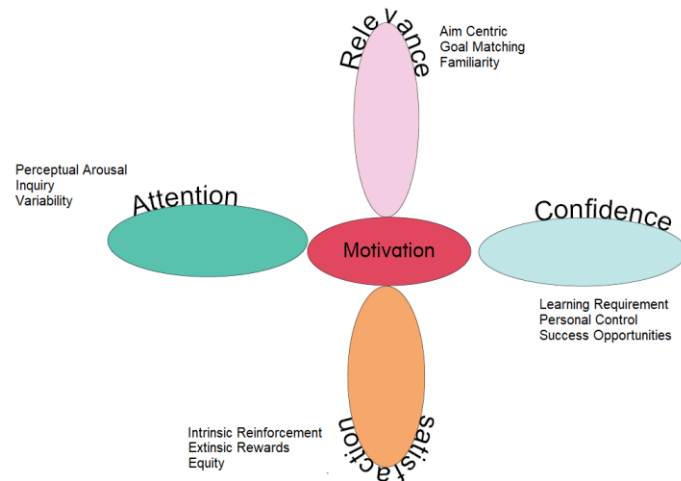 Relevance
Aim Centric
Goal Matching
Familiarity
Perceptual Arousal
Inquiry
Variability
Attention
Motivation
Confidence
Learning Requirement
Personal Control
Success Opportunities
Intrinsic Reinforcement
Extinsic Rewards
Equity
satisfaction